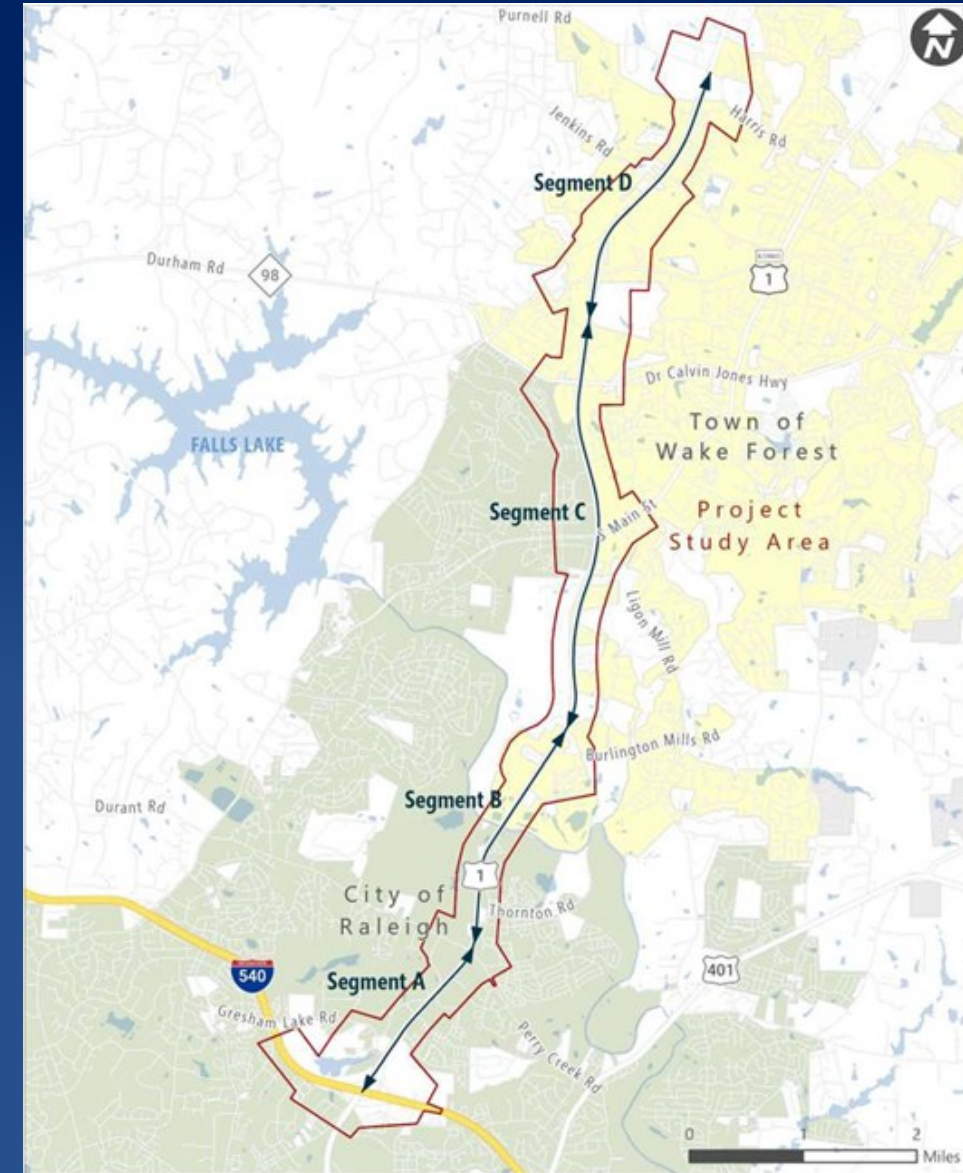 Purnell Rd
N
Jenkins Rd
Harris Rd
Segment D
Durham Rd
98
1
Dr Calvin Jones Hwy
Town of
Wake Forest
FALLS LAKE
Segment C
S Main St
Project
Study Area
Ligon Mill Rd
Burlington Mills Rd
Segment B
Durant Rd
1
City of
Raleigh
Thornton Rd
540
401
Segment A
Gresham Lake Rd
Perry Creek Rd
0 1 2
Miles